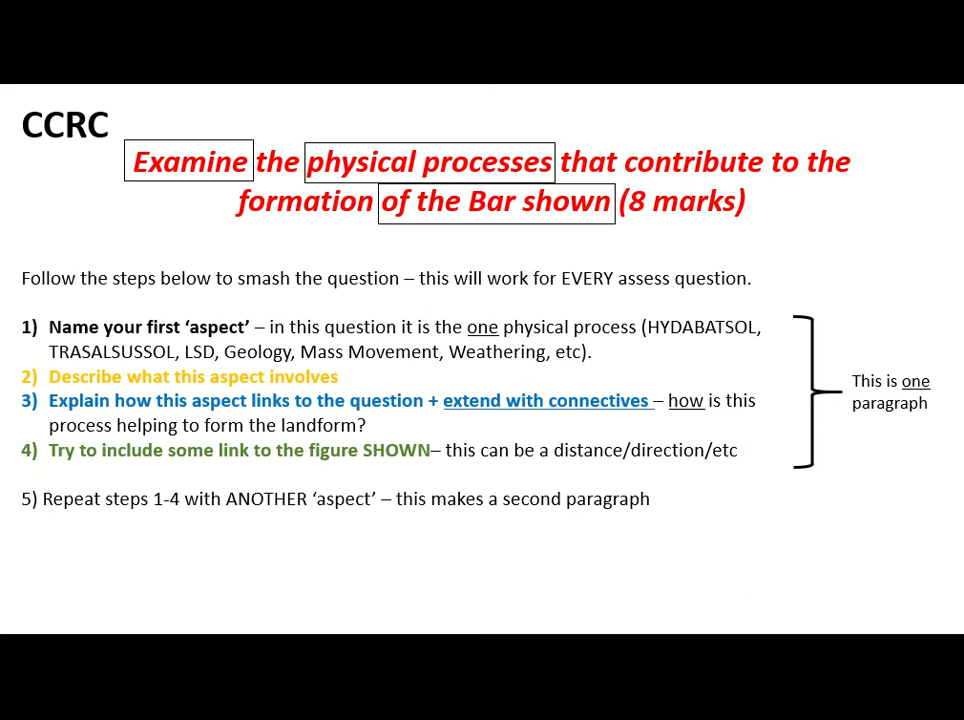 CCRC
Examine the physical processes that contribute to the
formation of the Bar shown (8 marks)
Follow the steps below to smash the question – this will work for EVERY assess question.
1) Name your first ‘aspect’ – in this question it is the one physical process (HYDABATSOL,
TRASALSUSSOL, LSD, Geology, Mass Movement, Weathering, etc).
2) Describe what this aspect involves
3) Explain how this aspect links to the question + extend with connectives – how is this
process helping to form the landform?
4) Try to include some link to the figure SHOWN– this can be a distance/direction/etc
This is one
paragraph
5) Repeat steps 1-4 with ANOTHER ‘aspect’ – this makes a second paragraph